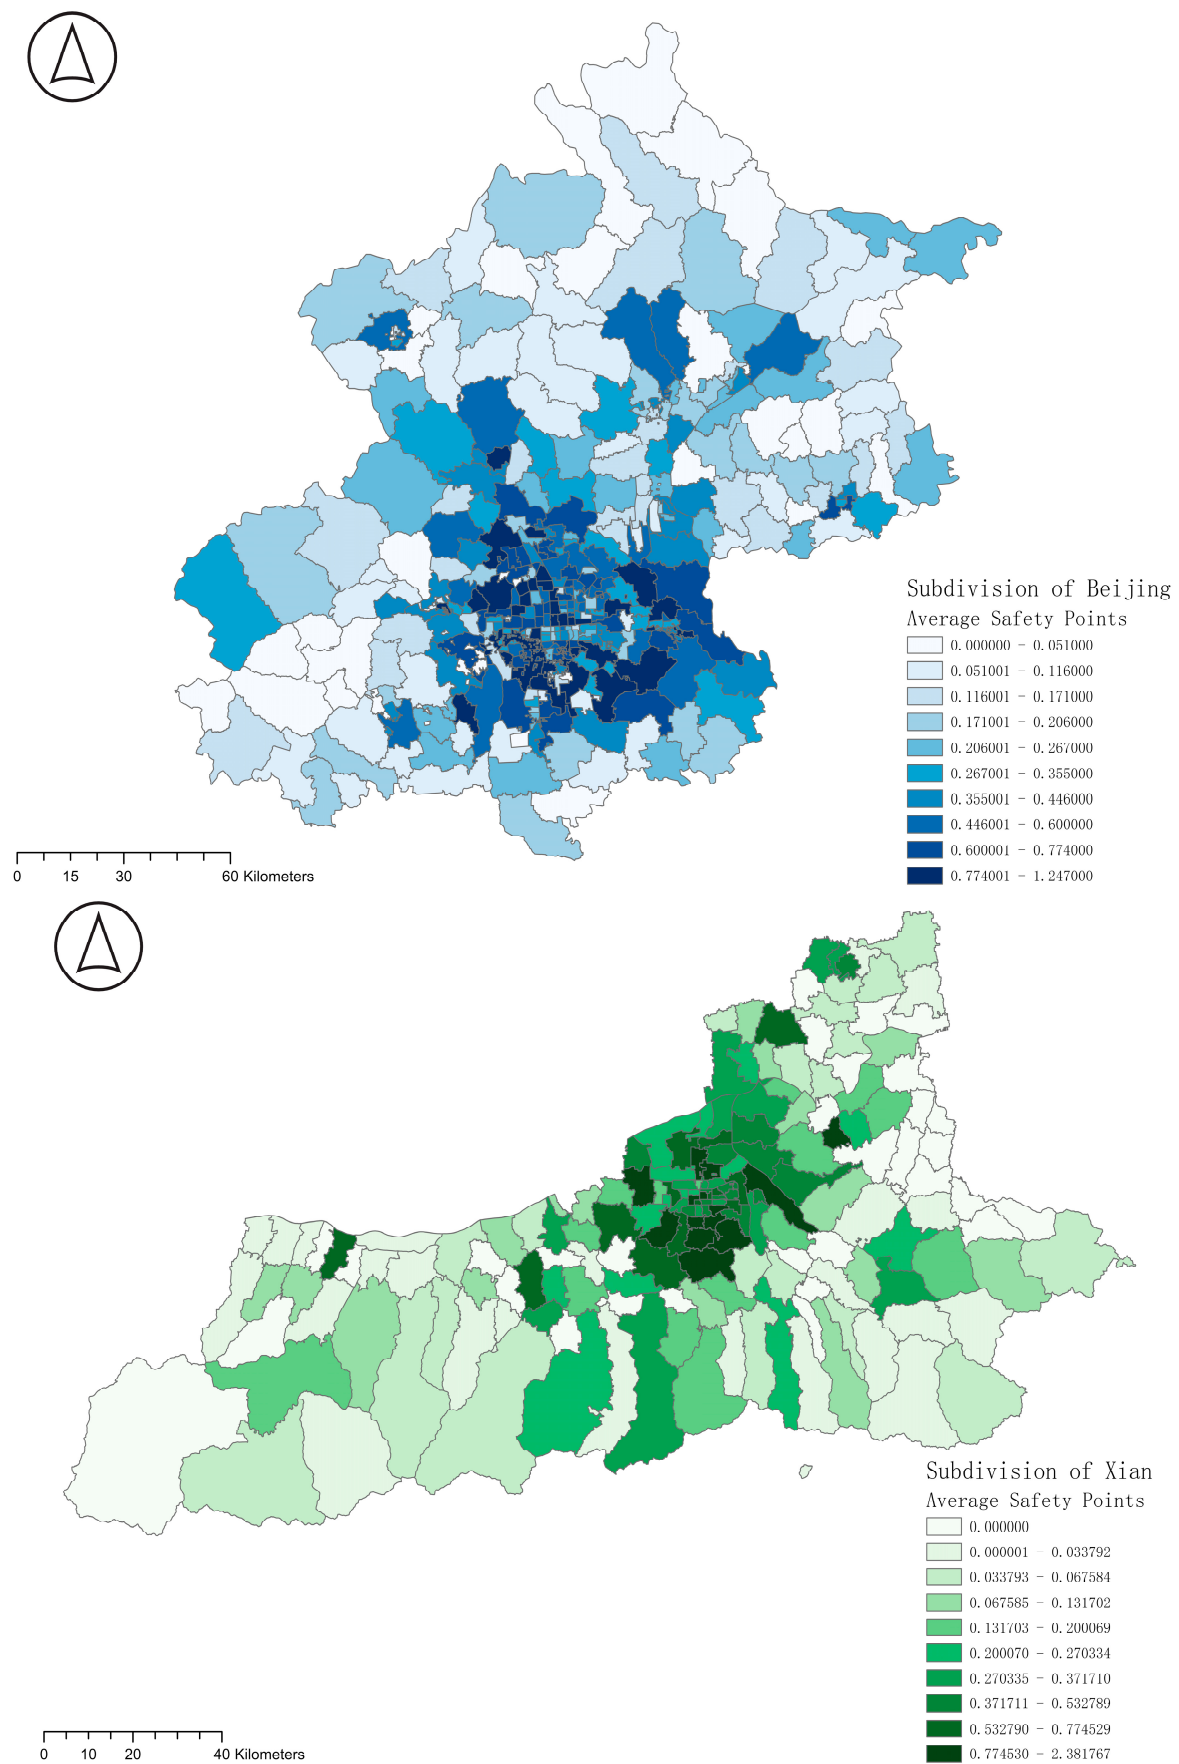 Subdivision of Beijing
Average Safety Points
0.000000 - 0.051000
0.051001 - 0.116000
0.116001 - 0.171000
0.171001 - 0.206000
0.206001 - 0.267000
0.267001 - 0.355000
0.355001 - 0.446000
0.446001 - 0.600000
0.600001 - 0.774000
0.774001 - 1.247000
0 15 30 60 Kilometers
Subdivision of Xian
Average Safety Points
0.000000
0.000001 - 0.033792
0.033793 - 0.067584
0.067585 - 0.131702
0.131703 - 0.200069
0.200070 - 0.270334
0.270335 - 0.371710
0.371711 - 0.532789
0.532790 - 0.774529
0.774530 - 2.381767
0 10 20 40 Kilometers